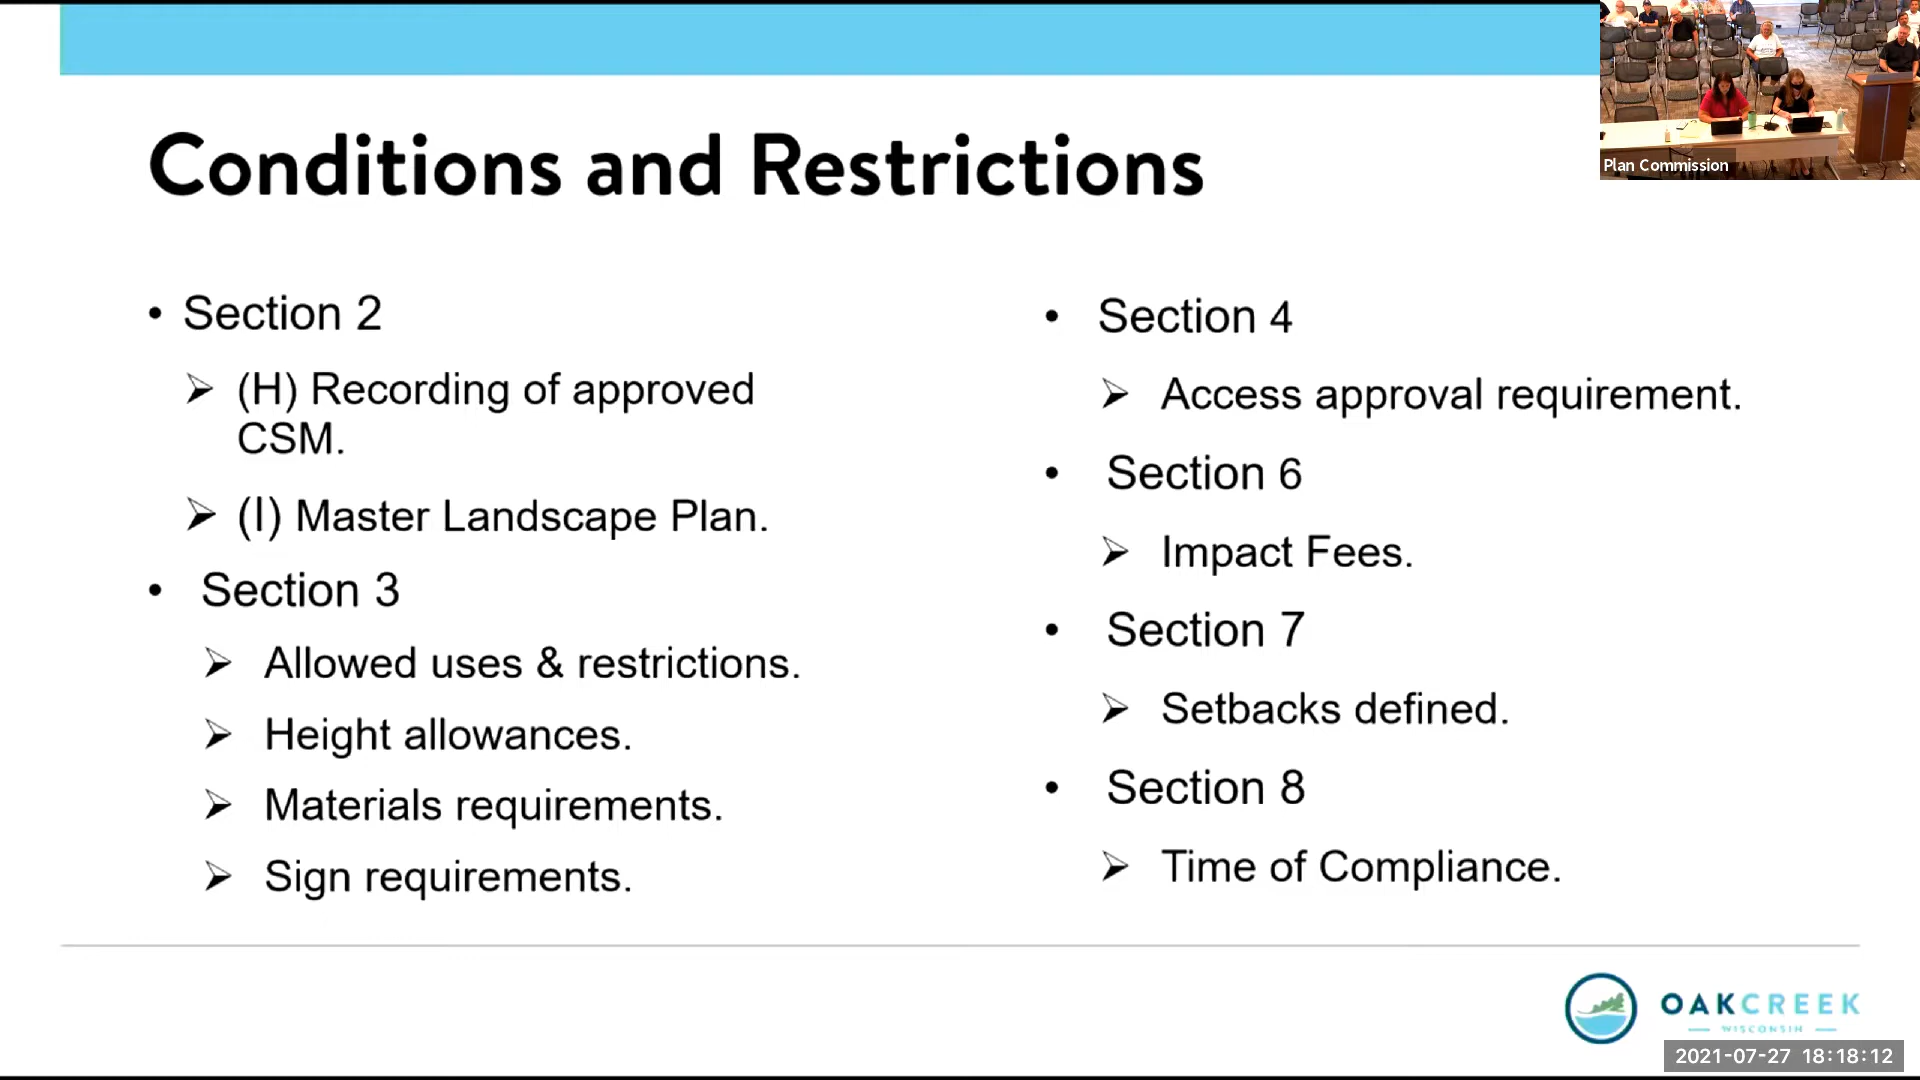 Conditions and Restrictions
Plan Commission
• Section 2
➢ (H) Recording of approved
CSM.
➢ (I) Master Landscape Plan.
• Section 3
➢ Allowed uses & restrictions.
➢ Height allowances.
➢ Materials requirements.
➢ Sign requirements.
• Section 4
➢ Access approval requirement.
• Section 6
➢ Impact Fees.
• Section 7
➢ Setbacks defined.
• Section 8
➢ Time of Compliance.
OAKCREEK
WISCONSIN
2021-07-27 18:18:12